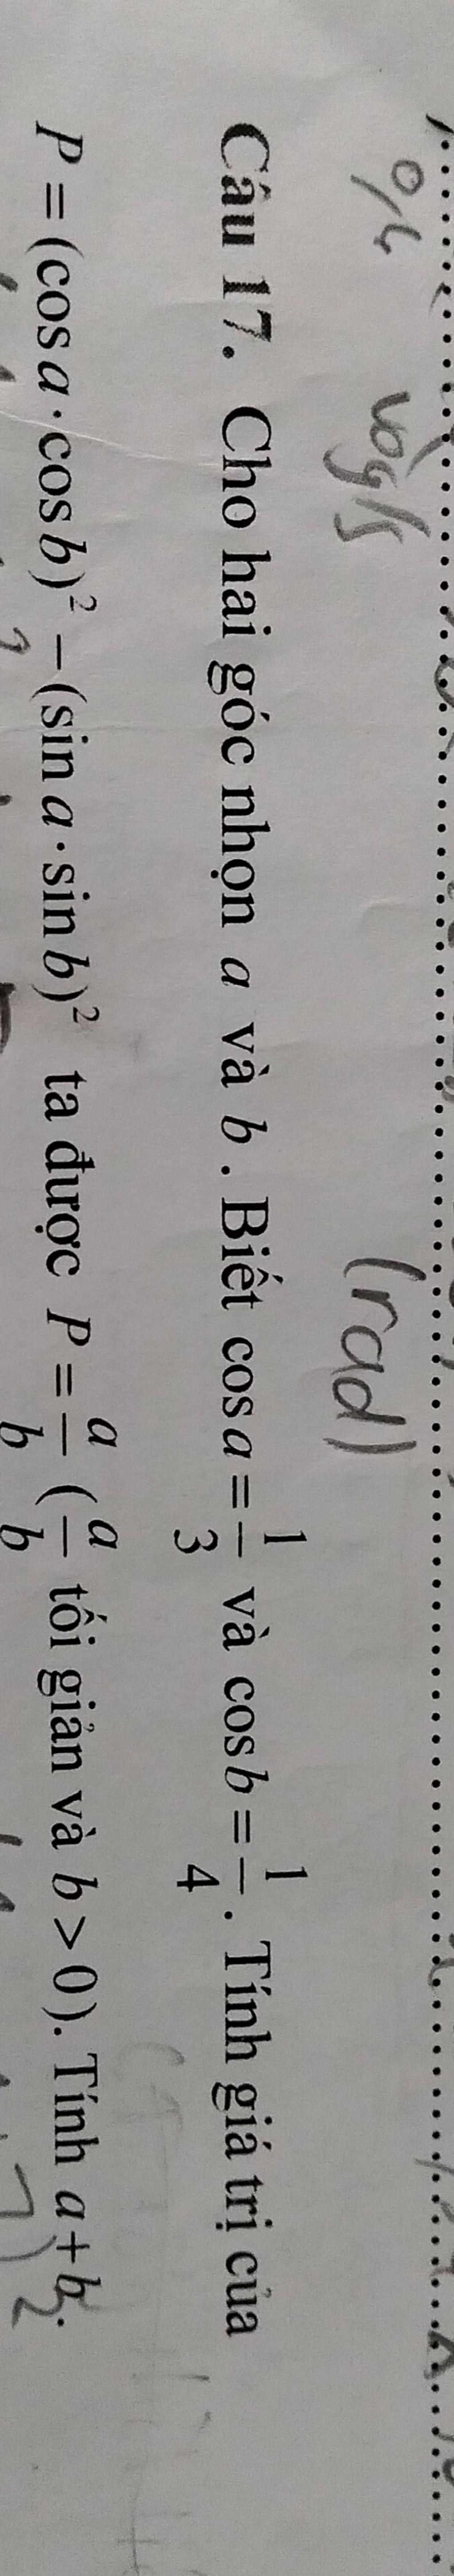 (rad)
Câu 17. Cho hai góc nhọn a và b. Biết cos a = 1/3 và cos b = 1/4. Tính giá trị của
P = (cos a · cos b)² − (sin a · sin b)² ta được P = a/b (a/b tối giản và b > 0). Tính a + b.